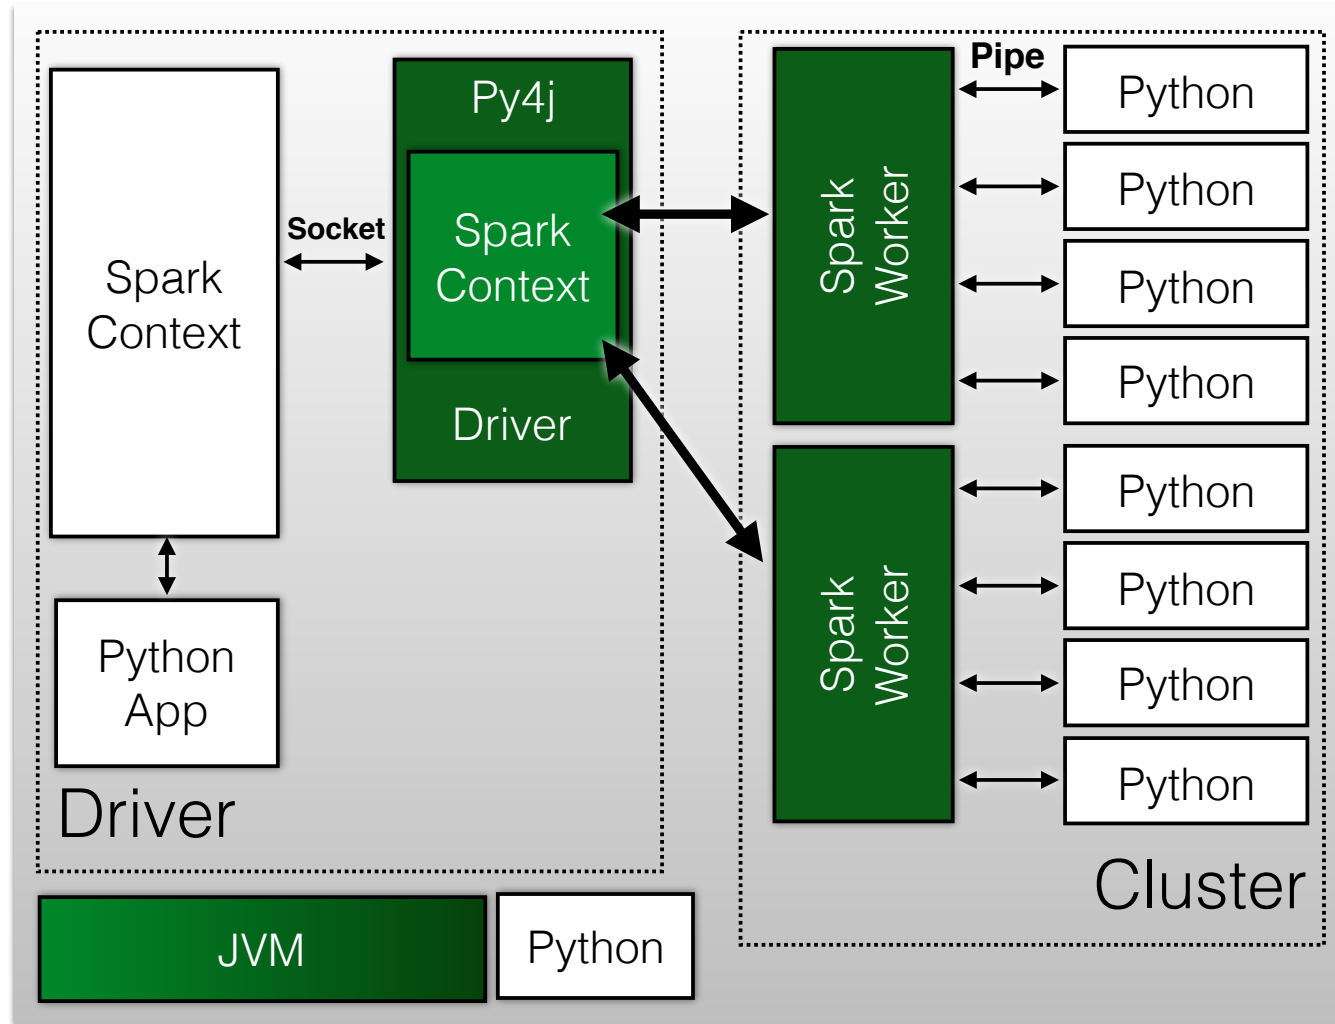 Spark
Context
Socket
Python
App
Driver
Py4j
Spark
Context
Driver
Pipe
Spark
Worker
Python
Python
Python
Python
Spark
Worker
Python
Python
Python
Python
Cluster
JVM
Python